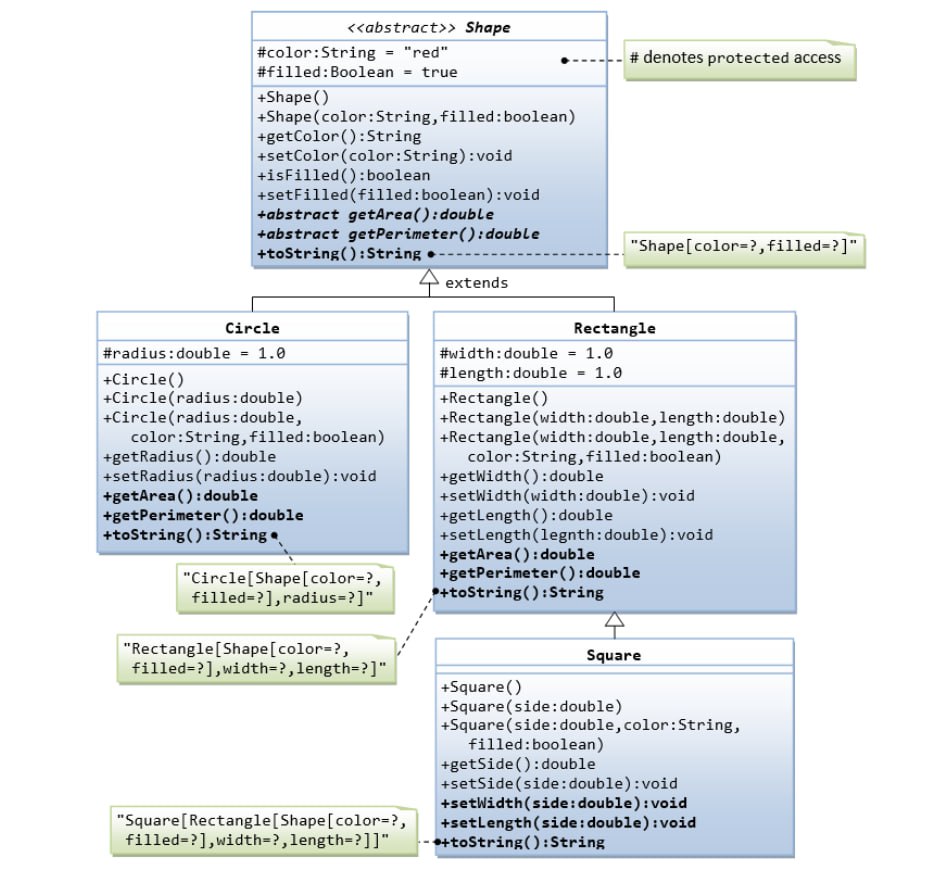 <<abstract>> Shape
#color:String = "red"
#filled:Boolean = true
# denotes protected access
+Shape()
+Shape(color:String,filled:boolean)
+getColor():String
+setColor(color:String):void
+isFilled():boolean
+setFilled(filled:boolean):void
+abstract getArea():double
+abstract getPerimeter():double
+toString():String
"Shape[color=?,filled=?]"
extends
Circle
#radius:double = 1.0
+Circle()
+Circle(radius:double)
+Circle(radius:double,
color:String,filled:boolean)
+getRadius():double
+setRadius(radius:double):void
+getArea():double
+getPerimeter():double
+toString():String
"Circle[Shape[color=?,
filled=?],radius=?]"
Rectangle
#width:double = 1.0
#length:double = 1.0
+Rectangle()
+Rectangle(width:double,length:double)
+Rectangle(width:double,length:double,
color:String,filled:boolean)
+getWidth():double
+setWidth(width:double):void
+getLength():double
+setLength(legnth:double):void
+getArea():double
+getPerimeter():double
+toString():String
"Rectangle[Shape[color=?,
filled=?],width=?,length=?]"
Square
+Square()
+Square(side:double)
+Square(side:double,color:String,
filled:boolean)
+getSide():double
+setSide(side:double):void
+setWidth(side:double):void
+setLength(side:double):void
+toString():String
"Square[Rectangle[Shape[color=?,
filled=?],width=?,length=?]]"